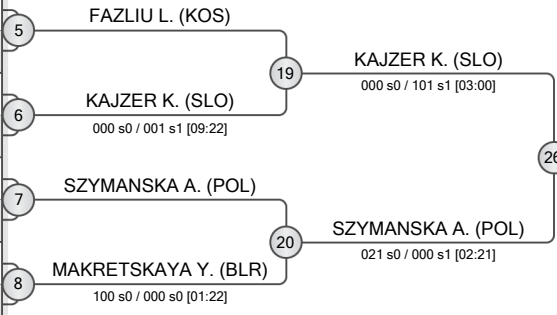 FAZLIU L. (KOS)
5
19
KAJZER K. (SLO)
000 s0 / 101 s1 [03:00]
KAJZER K. (SLO)
6
000 s0 / 001 s1 [09:22]
26
SZYMANSKA A. (POL)
7
20
SZYMANSKA A. (POL)
021 s0 / 000 s1 [02:21]
MAKRETSKAYA Y. (BLR)
8
100 s0 / 000 s0 [01:22]